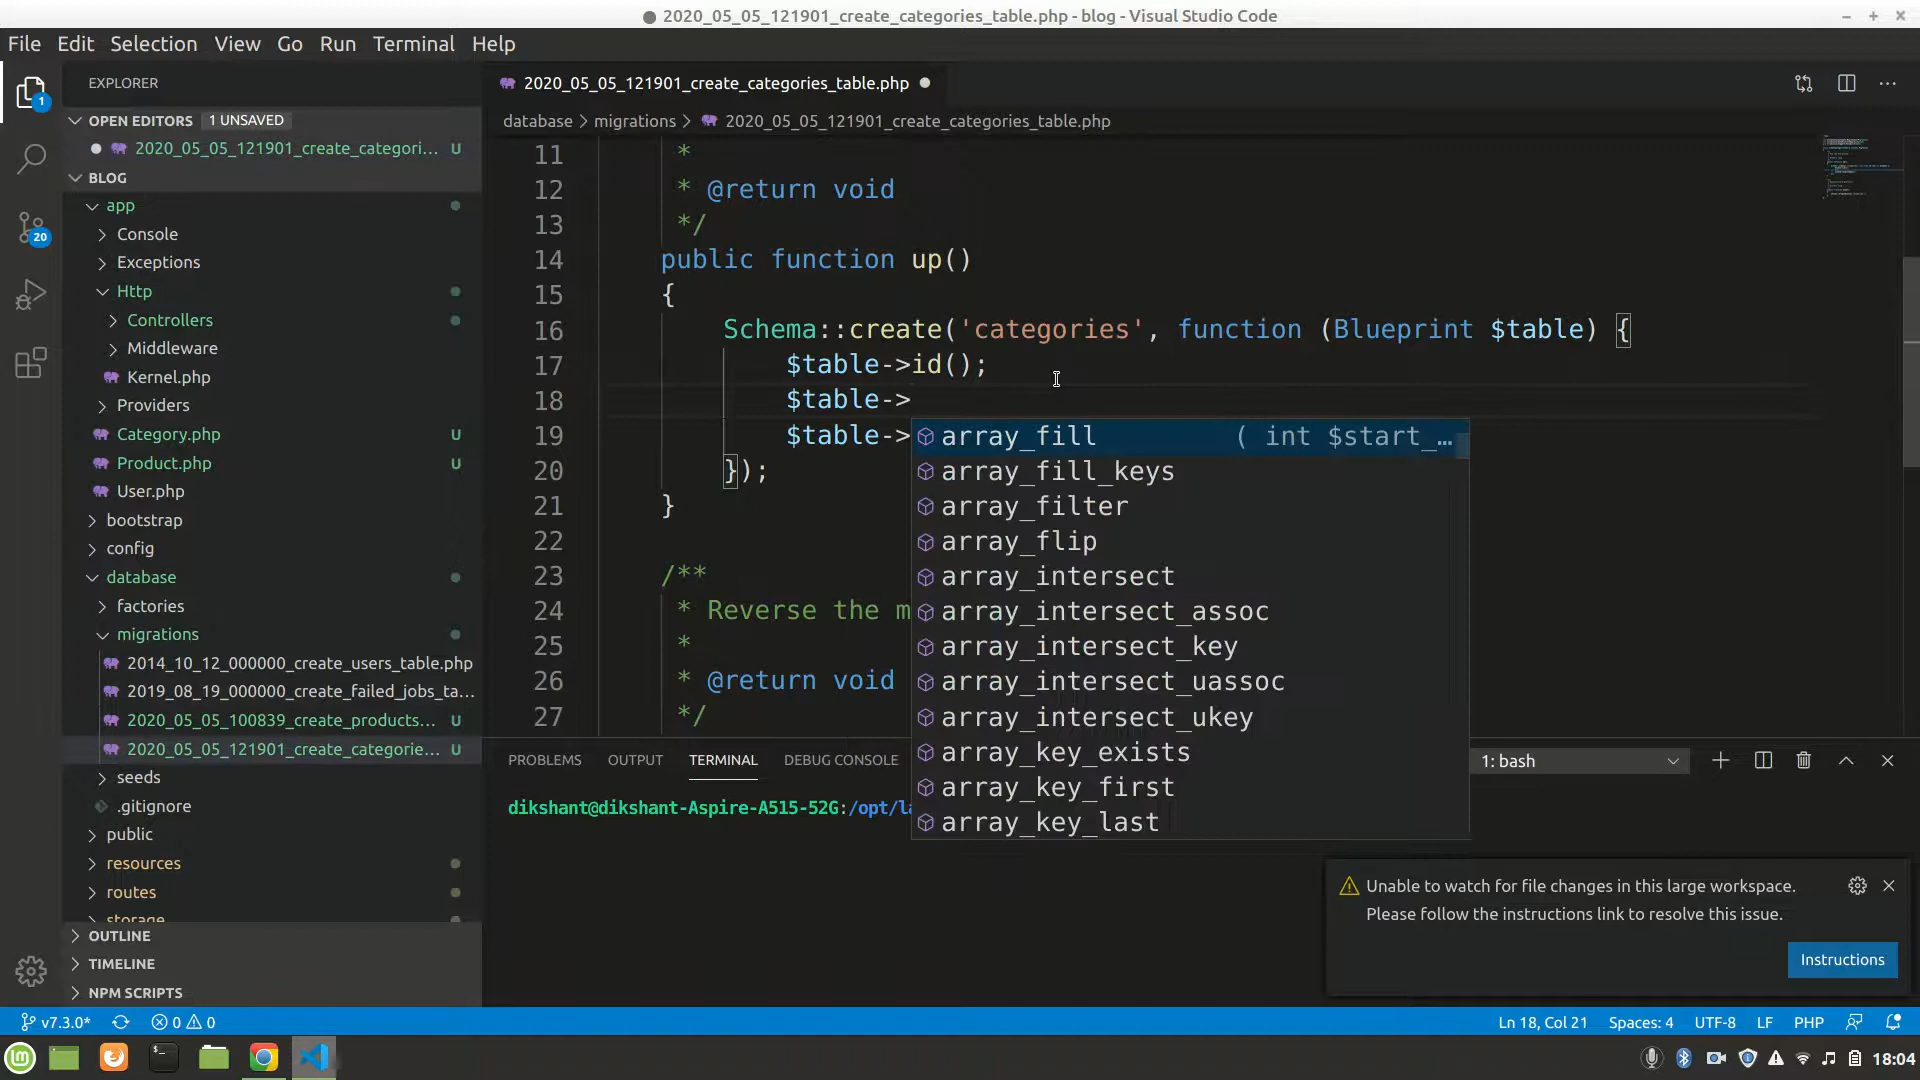 2020_05_05_121901_create_categories_table.php - blog - Visual Studio Code
File Edit Selection View Go Run Terminal Help
EXPLORER
OPEN EDITORS 1 UNSAVED
2020_05_05_121901_create_categori... U
BLOG
app
Console
Exceptions
Http
Controllers
Middleware
Kernel.php
Providers
Category.php U
Product.php U
User.php
bootstrap
config
database
factories
migrations
2014_10_12_000000_create_users_table.php
2019_08_19_000000_create_failed_jobs_ta...
2020_05_05_100839_create_products... U
2020_05_05_121901_create_categorie... U
seeds
.gitignore
public
resources
routes
storage
OUTLINE
TIMELINE
NPM SCRIPTS
1
20
2020_05_05_121901_create_categories_table.php
database > migrations > 2020_05_05_121901_create_categories_table.php
11 *
12 * @return void
13 */
14 public function up()
15 {
16 Schema::create('categories', function (Blueprint $table) {
17 $table->id();
18 $table->
19 $table->
20 });
21 }
22
23 /**
24 * Reverse the m
25 *
26 * @return void
27 */
array_fill ( int $start_…
array_fill_keys
array_filter
array_flip
array_intersect
array_intersect_assoc
array_intersect_key
array_intersect_uassoc
array_intersect_ukey
array_key_exists
array_key_first
array_key_last
PROBLEMS OUTPUT TERMINAL DEBUG CONSOLE 1: bash
dikshant@dikshant-Aspire-A515-52G:/opt/la
Unable to watch for file changes in this large workspace.
Please follow the instructions link to resolve this issue.
Instructions
v7.3.0* 0 0 Ln 18, Col 21 Spaces: 4 UTF-8 LF PHP
18:04